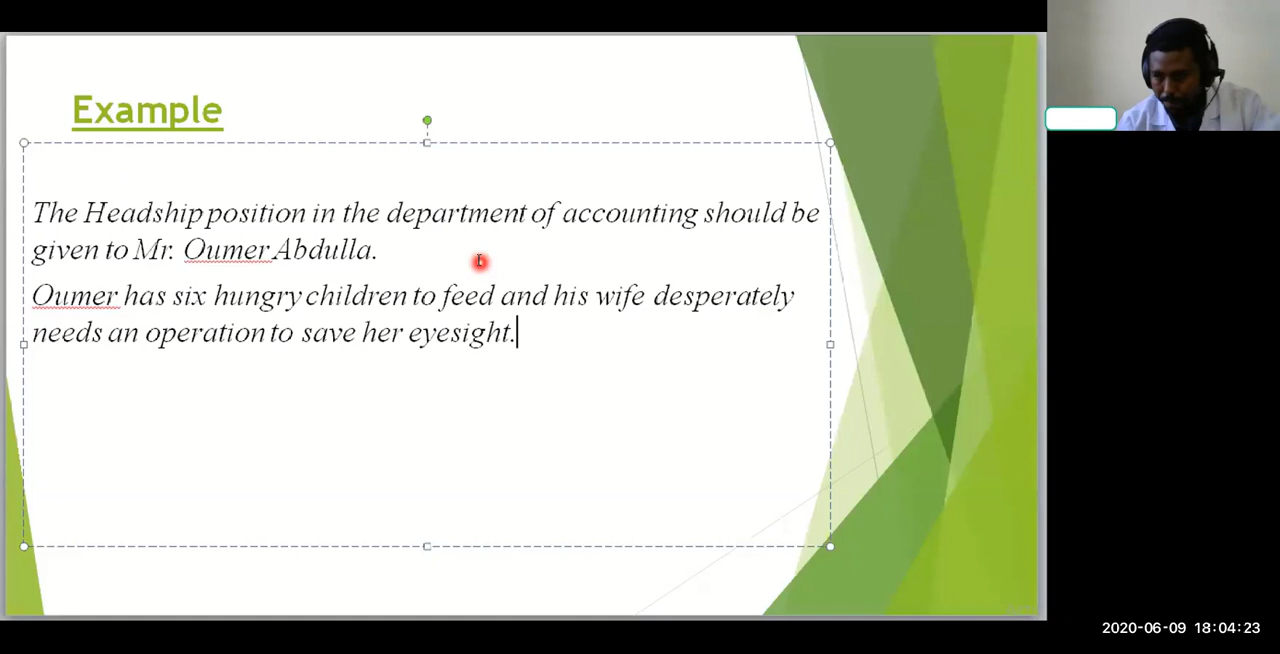 Example
The Headship position in the department of accounting should be
given to Mr. Oumer Abdulla.
Oumer has six hungry children to feed and his wife desperately
needs an operation to save her eyesight.
2020-06-09 18:04:23